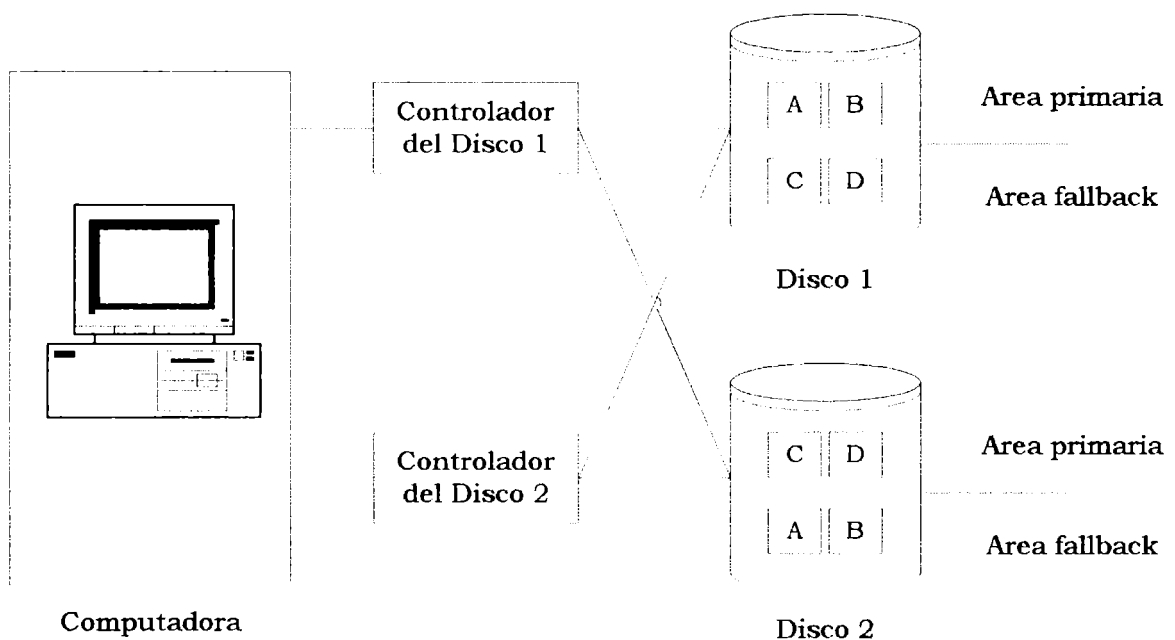 Controlador
del Disco 1
A B
C D
Area primaria
Area fallback
Disco 1
Controlador
del Disco 2
C D
A B
Area primaria
Area fallback
Computadora
Disco 2